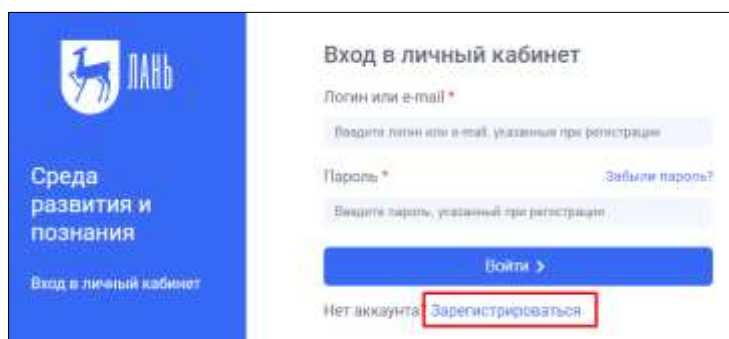 ЛАНЬ
Среда
развития и
познания
Вход в личный кабинет
Вход в личный кабинет
Логин или e-mail *
Введите логин или e-mail, указанные при регистрации
Пароль * Забыли пароль?
Введите пароль, указанный при регистрации
Войти >
Нет аккаунта? Зарегистрироваться